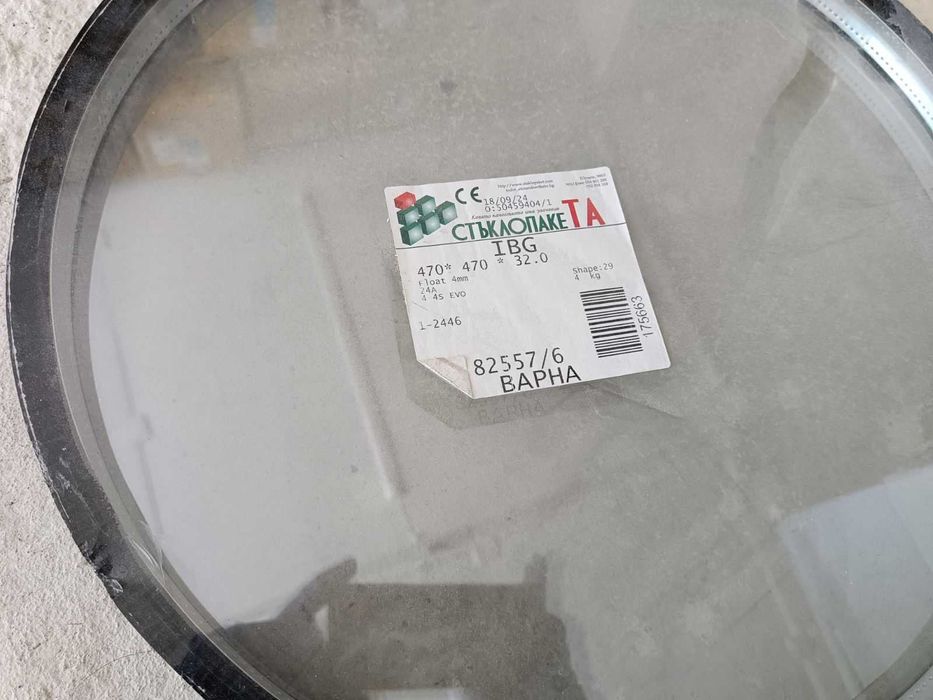 CE
18/09/24
O:50459404/1
СТЪКЛОПАКЕТА
IBG
470* 470 * 32.0
Float 4mm
24A
4 4S EVO
Shape:29
4 kg
1-2446
175663
82557/6
ВАРНА